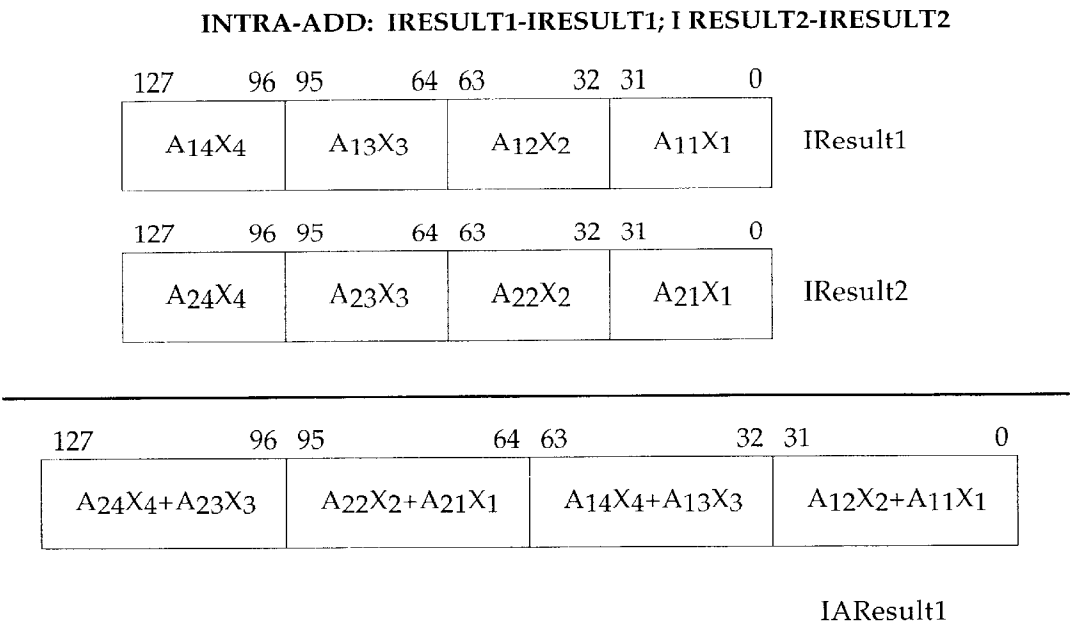 INTRA-ADD: IRESULT1-IRESULT1; I RESULT2-IRESULT2
127 96 95 64 63 32 31 0
A14X4 A13X3 A12X2 A11X1 IResult1
127 96 95 64 63 32 31 0
A24X4 A23X3 A22X2 A21X1 IResult2
127 96 95 64 63 32 31 0
A24X4+A23X3 A22X2+A21X1 A14X4+A13X3 A12X2+A11X1
IAResult1